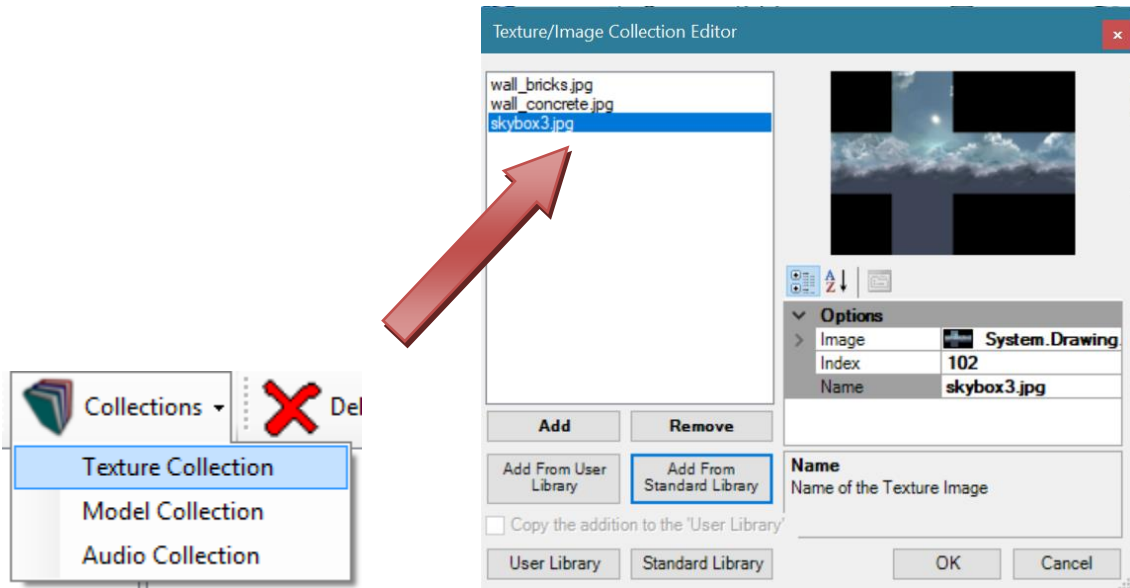 Collections
Del
Texture Collection
Model Collection
Audio Collection
Texture/Image Collection Editor
wall_bricks.jpg
wall_concrete.jpg
skybox3.jpg
Add
Remove
Add From User
Library
Add From
Standard Library
Copy the addition to the 'User Library'
User Library
Standard Library
A
Z
Options
Image
System.Drawing.
Index
102
Name
skybox3.jpg
Name
Name of the Texture Image
OK
Cancel